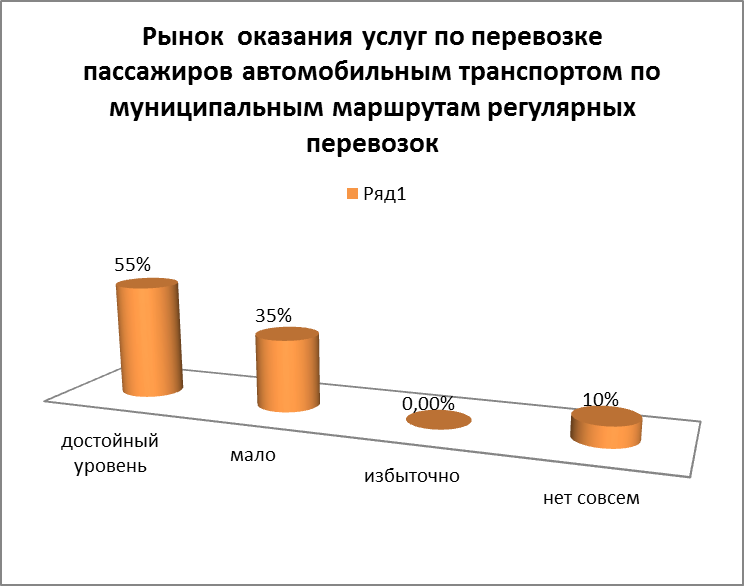 Рынок оказания услуг по перевозке
пассажиров автомобильным транспортом по
муниципальным маршрутам регулярных
перевозок
Ряд1
55%
35%
0,00%
10%
достойный
уровень
мало
избыточно
нет совсем